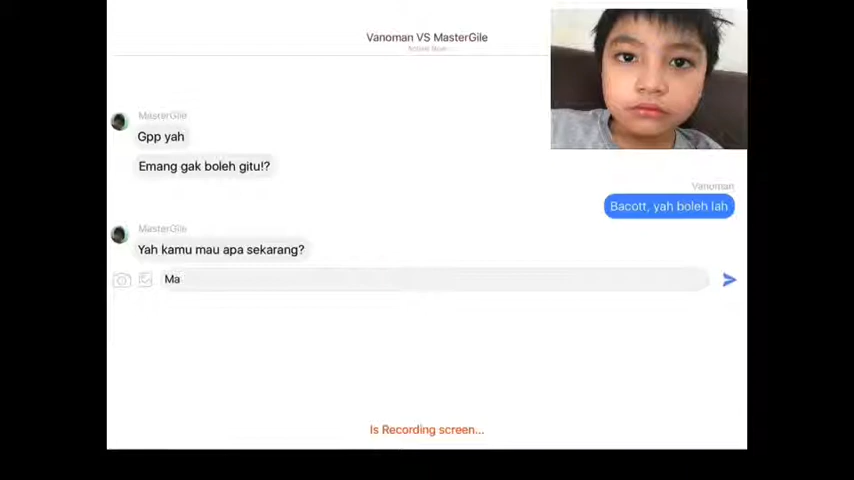 Vanoman VS MasterGile
MasterGile
Gpp yah
Emang gak boleh gitu!?
Vanoman
Bacott, yah boleh lah
MasterGile
Yah kamu mau apa sekarang?
Ma
Is Recording screen...